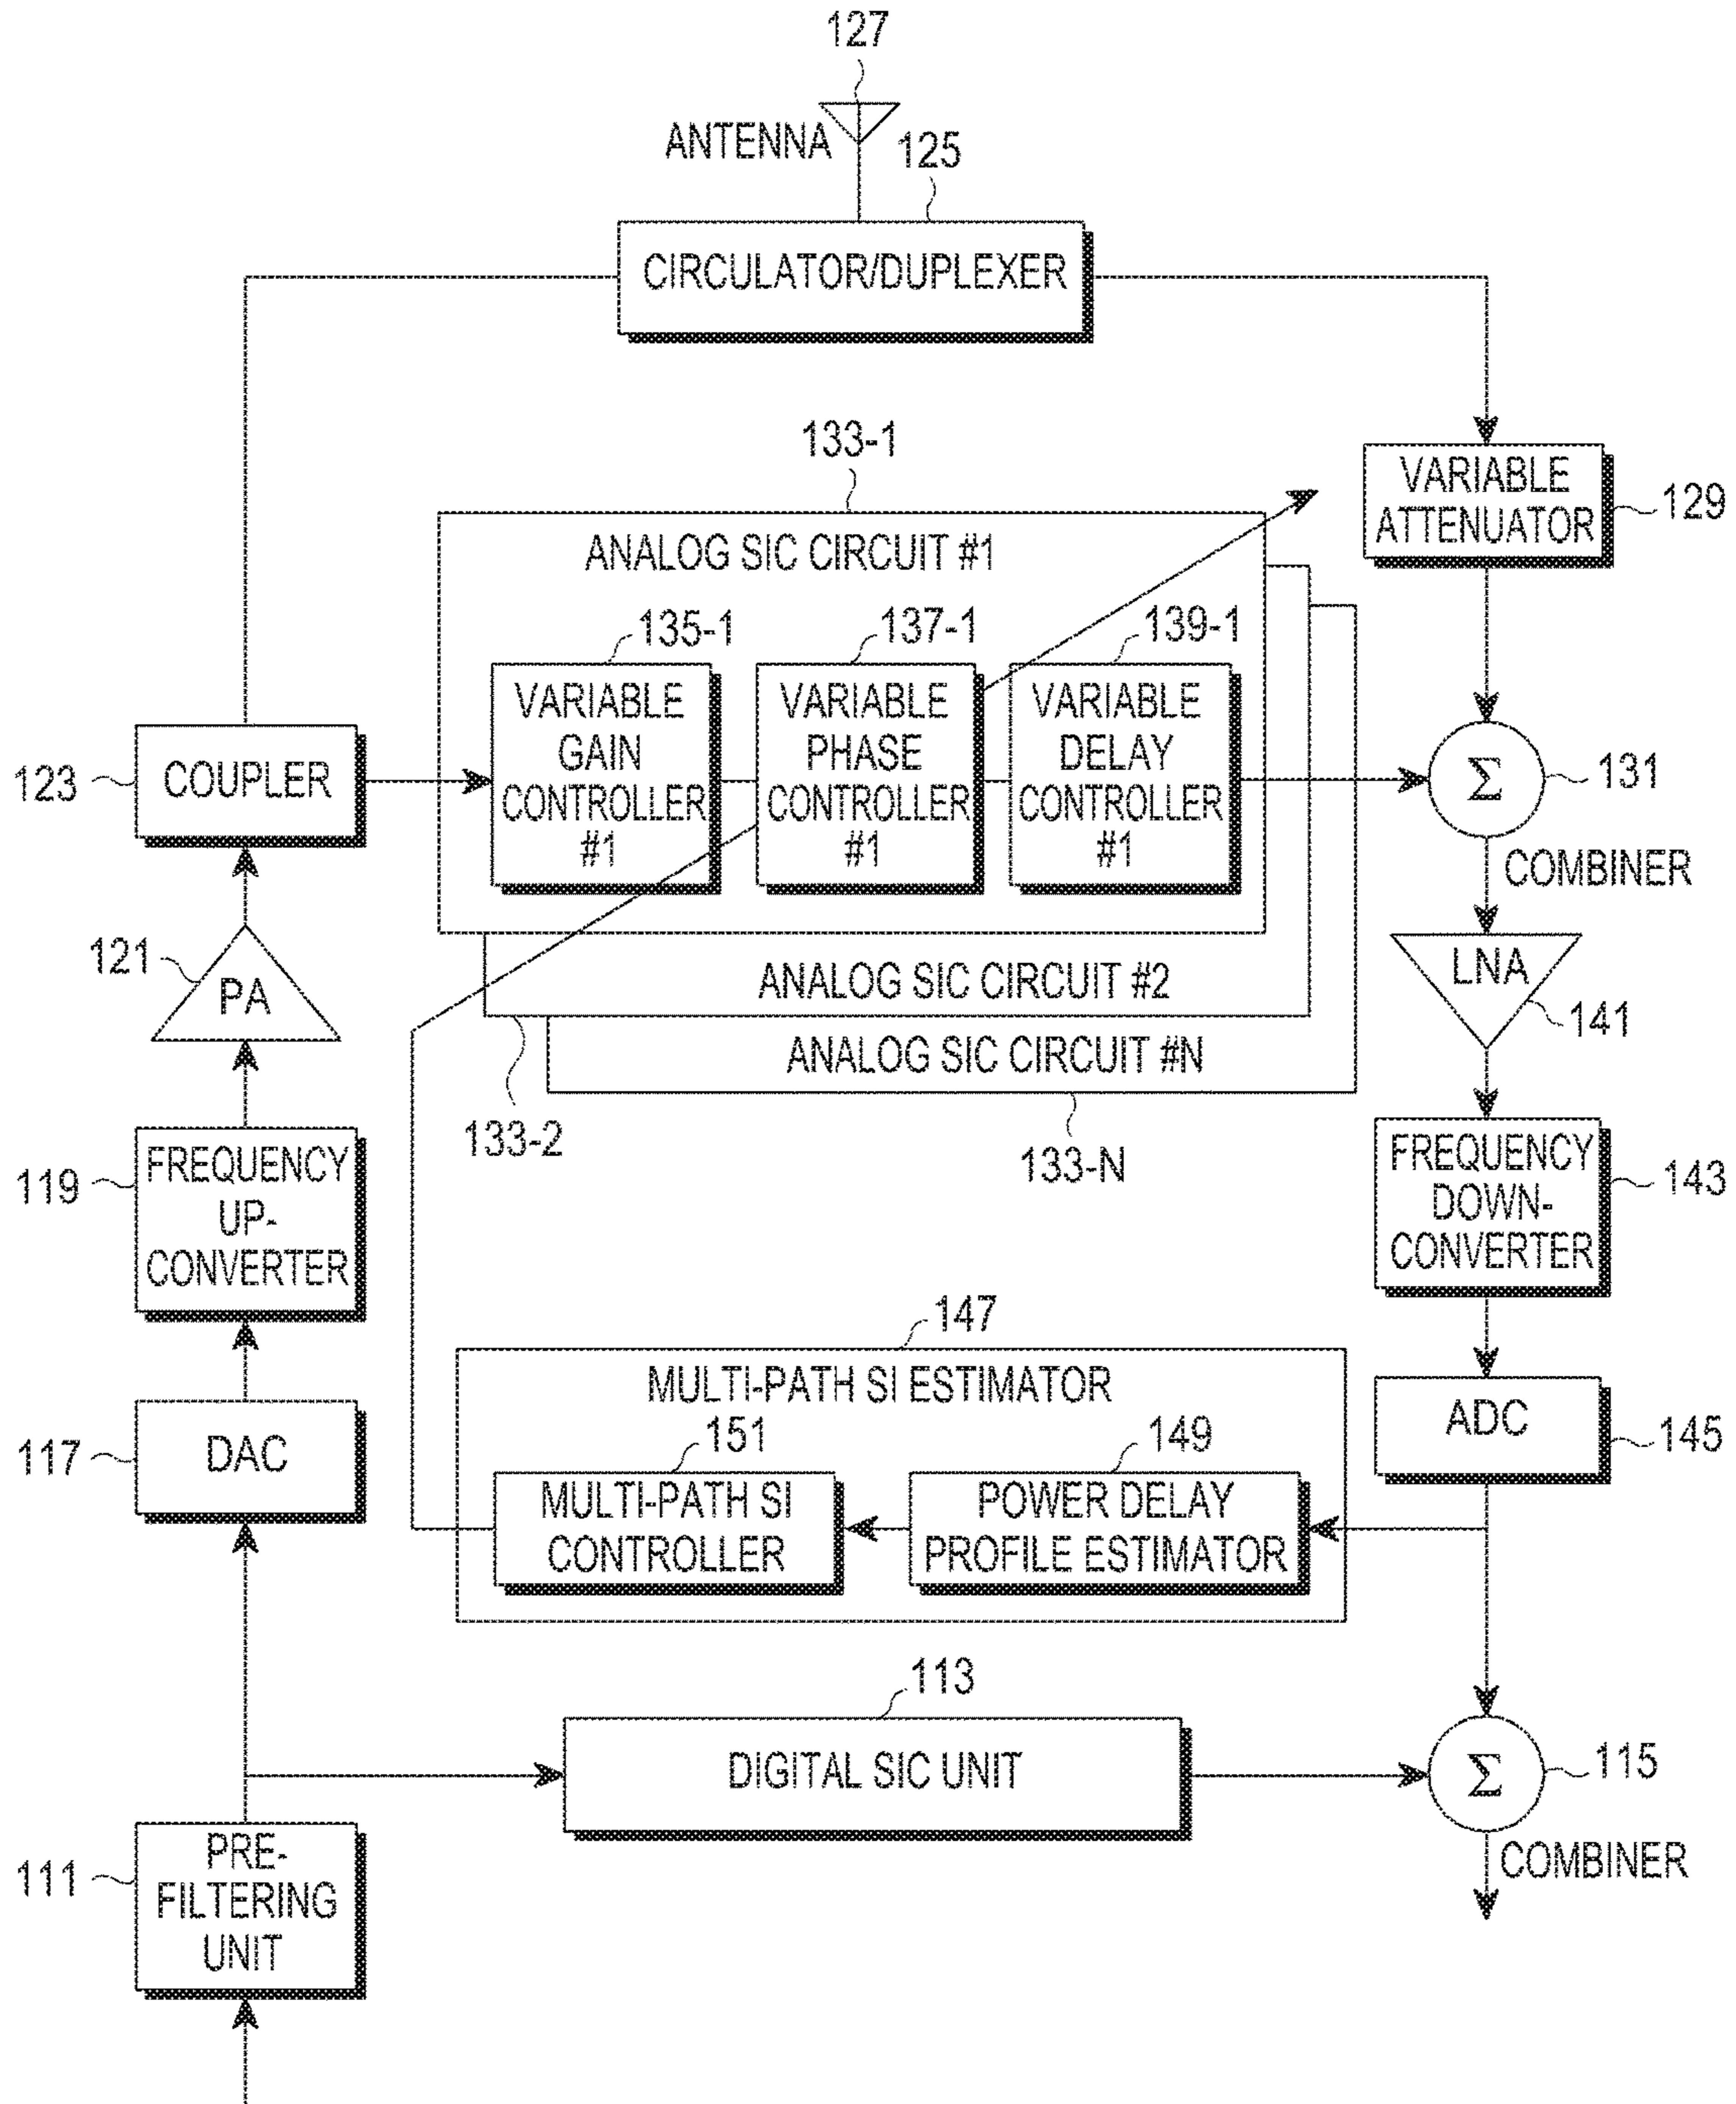 127
ANTENNA
125
CIRCULATOR/DUPLEXER
133-1
VARIABLE
ATTENUATOR
129
ANALOG SIC CIRCUIT #1
135-1
137-1
139-1
VARIABLE
GAIN
CONTROLLER
#1
VARIABLE
PHASE
CONTROLLER
#1
VARIABLE
DELAY
CONTROLLER
#1
123
COUPLER
Σ
131
COMBINER
121
PA
ANALOG SIC CIRCUIT #2
LNA
141
ANALOG SIC CIRCUIT #N
133-2
133-N
119
FREQUENCY
UP-
CONVERTER
FREQUENCY
DOWN-
CONVERTER
143
147
MULTI-PATH SI ESTIMATOR
117
DAC
151
149
ADC
145
MULTI-PATH SI
CONTROLLER
POWER DELAY
PROFILE ESTIMATOR
113
DIGITAL SIC UNIT
Σ
115
COMBINER
111
PRE-
FILTERING
UNIT